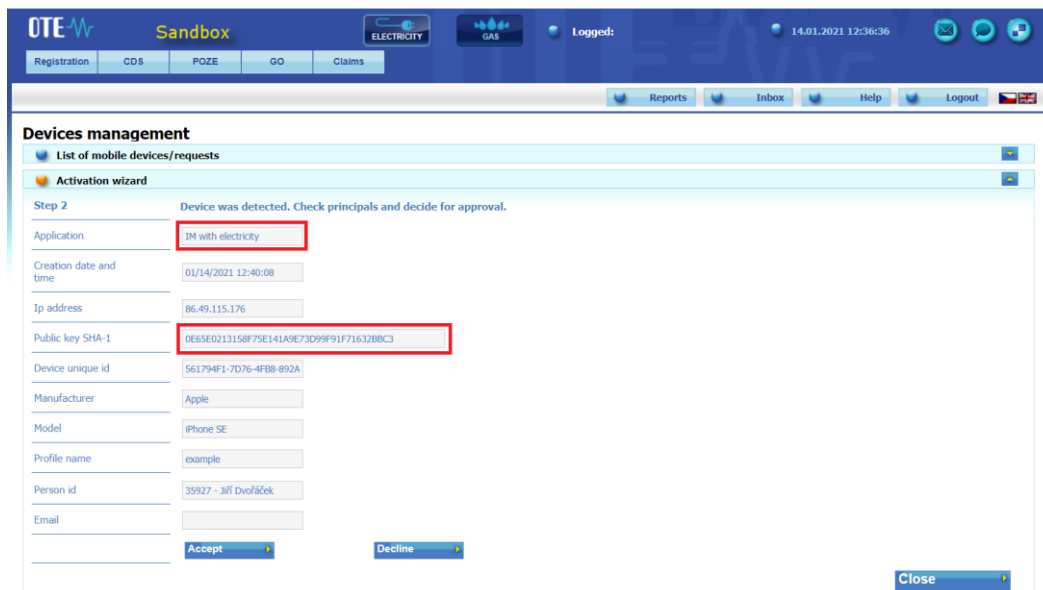 OTE Sandbox ELECTRICITY GAS Logged: 14.01.2021 12:36:36
Registration CDS POZE GO Claims
Reports Inbox Help Logout
Devices management
List of mobile devices/requests
Activation wizard
Step 2 Device was detected. Check principals and decide for approval.
Application IM with electricity
Creation date and
time 01/14/2021 12:40:08
Ip address 86.49.115.176
Public key SHA-1 0E65E0213158F75E141A9E73D99F91F71632BBC3
Device unique id 561794F1-7D76-4FB8-892A
Manufacturer Apple
Model iPhone SE
Profile name example
Person id 35927 - Jiří Dvořáček
Email
Accept Decline
Close